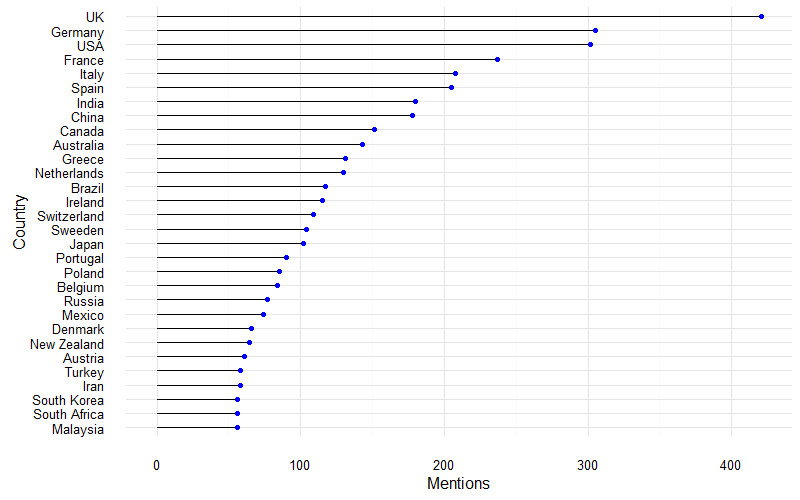 UK
Germany
USA
France
Italy
Spain
India
China
Canada
Australia
Greece
Netherlands
Brazil
Ireland
Switzerland
Sweeden
Japan
Portugal
Poland
Belgium
Russia
Mexico
Denmark
New Zealand
Austria
Turkey
Iran
South Korea
South Africa
Malaysia
Country
0 100 200 300 400
Mentions